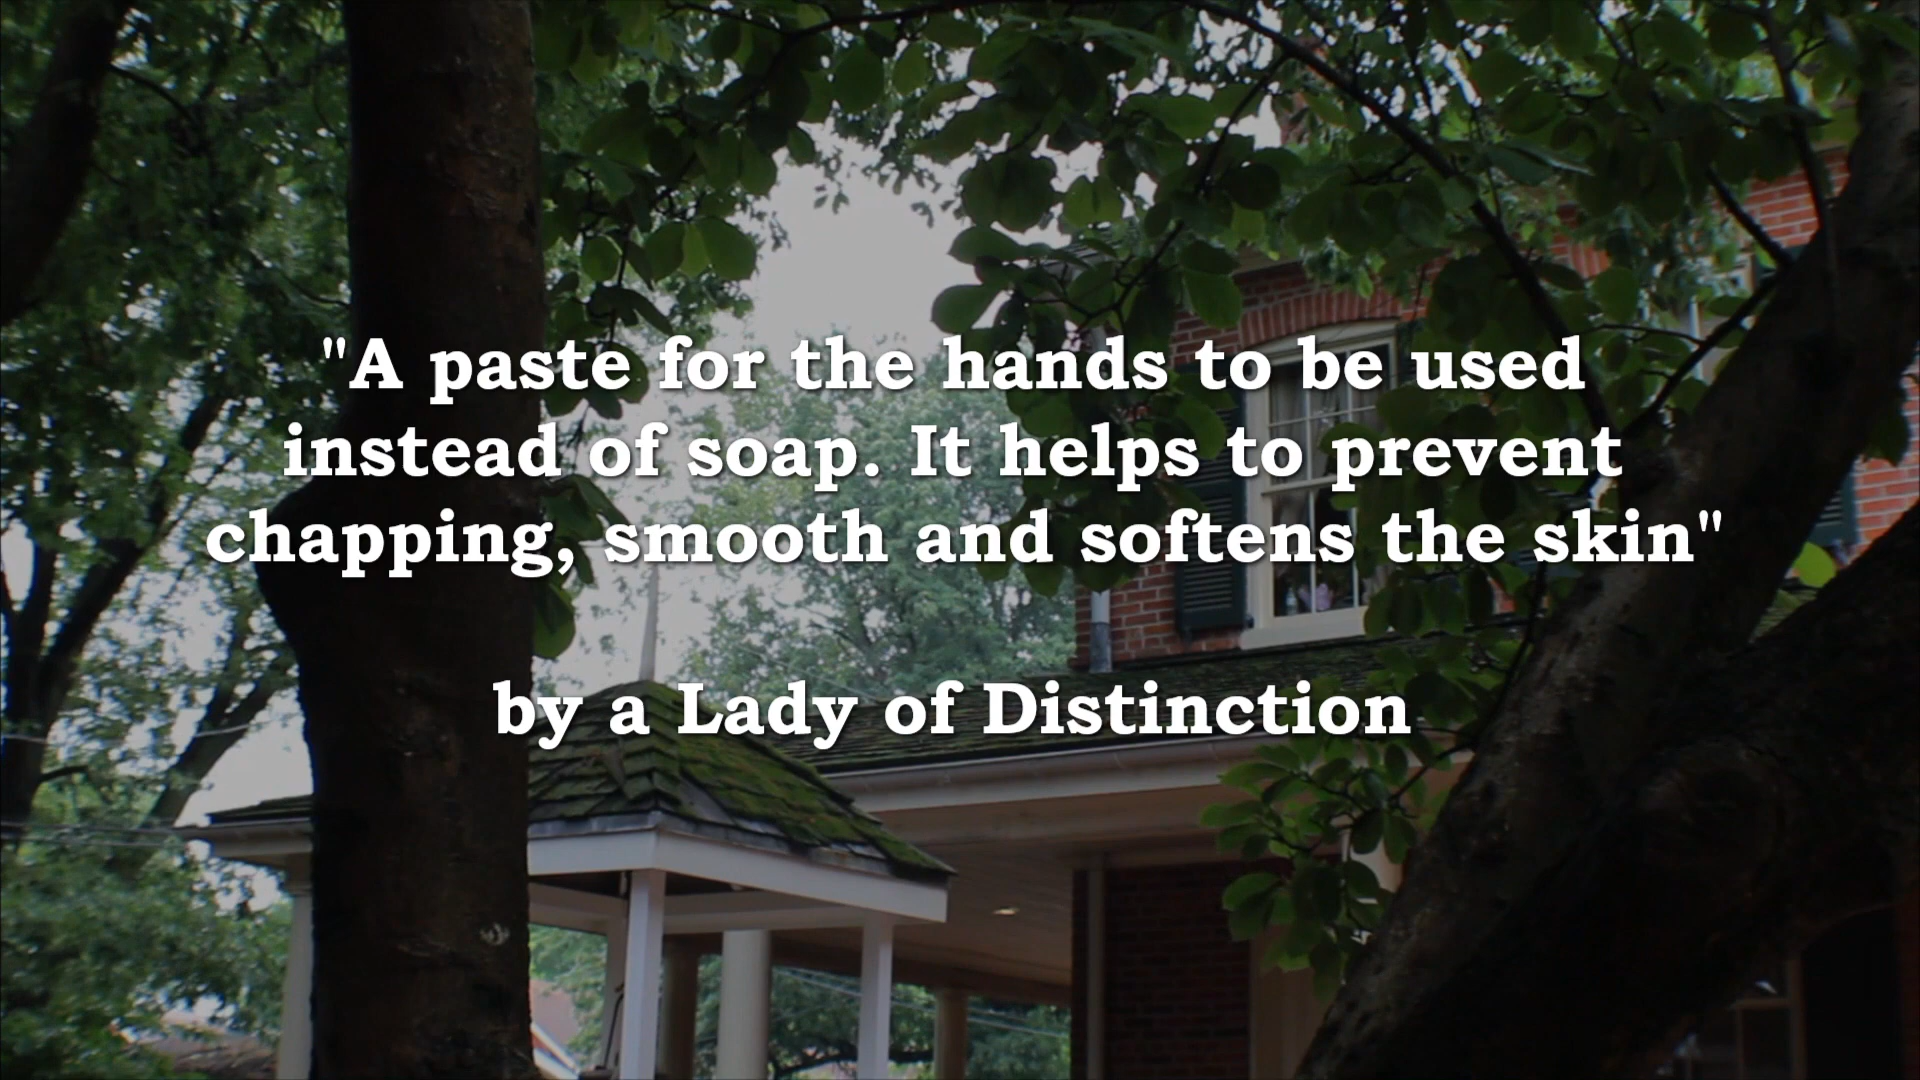 "A paste for the hands to be used
instead of soap. It helps to prevent
chapping, smooth and softens the skin"
by a Lady of Distinction